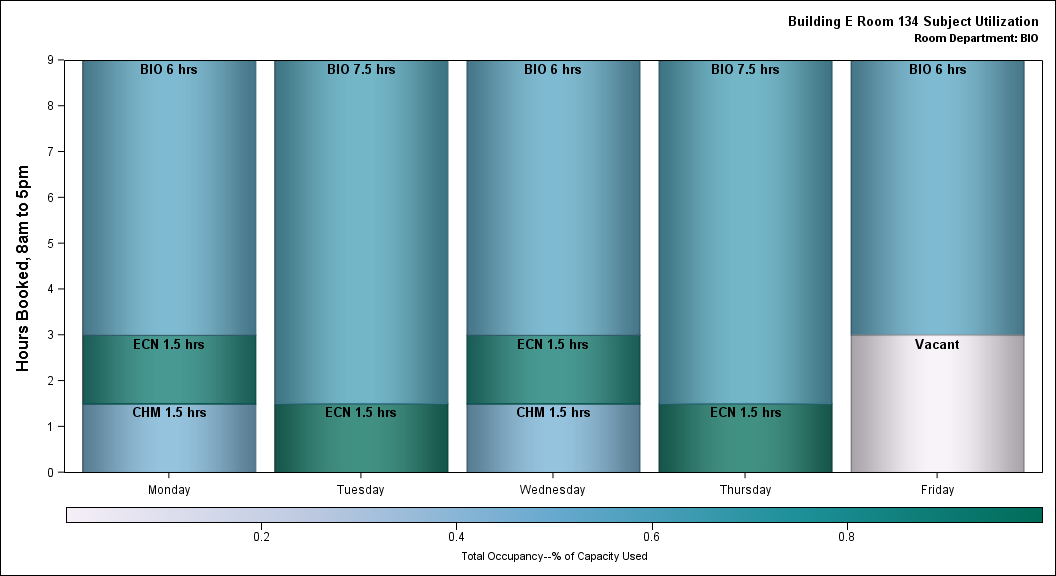 Building E Room 134 Subject Utilization
Room Department: BIO
Hours Booked, 8am to 5pm
9
8
7
6
5
4
3
2
1
0
BIO 6 hrs
ECN 1.5 hrs
CHM 1.5 hrs
BIO 7.5 hrs
ECN 1.5 hrs
BIO 6 hrs
ECN 1.5 hrs
CHM 1.5 hrs
BIO 7.5 hrs
ECN 1.5 hrs
BIO 6 hrs
Vacant
Monday Tuesday Wednesday Thursday Friday
0.2 0.4 0.6 0.8
Total Occupancy--% of Capacity Used